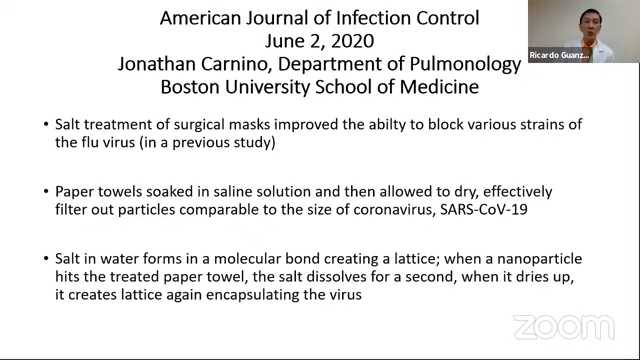 American Journal of Infection Control
June 2, 2020
Jonathan Carnino, Department of Pulmonology
Boston University School of Medicine
Ricardo Guanz...
• Salt treatment of surgical masks improved the abilty to block various strains of
the flu virus (in a previous study)
• Paper towels soaked in saline solution and then allowed to dry, effectively
filter out particles comparable to the size of coronavirus, SARS-CoV-19
• Salt in water forms in a molecular bond creating a lattice; when a nanoparticle
hits the treated paper towel, the salt dissolves for a second, when it dries up,
it creates lattice again encapsulating the virus
zoom